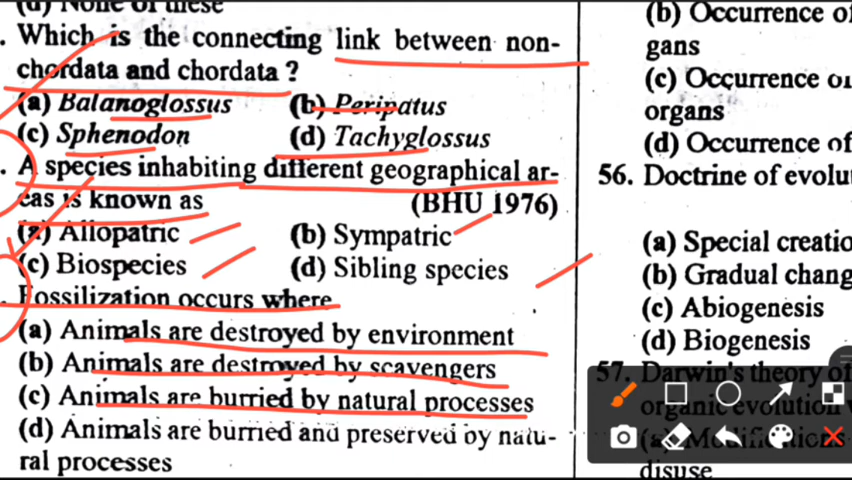 (d) None of these
. Which is the connecting link between non-
chordata and chordata ?
(a) Balanoglossus (b) Peripatus
(c) Sphenodon (d) Tachyglossus
. A species inhabiting different geographical ar-
eas is known as (BHU 1976)
(a) Allopatric (b) Sympatric
(c) Biospecies (d) Sibling species
. Fossilization occurs where
(a) Animals are destroyed by environment
(b) Animals are destroyed by scavengers
(c) Animals are burried by natural processes
(d) Animals are burried and preserved by natu-
ral processes
(b) Occurrence of
gans
(c) Occurrence
organs
(d) Occurrence of
56. Doctrine of evolu
(a) Special creatio
(b) Gradual chang
(c) Abiogenesis
(d) Biogenesis
57. Darwin's theory of
organic evolution
(a) Modifications
disuse